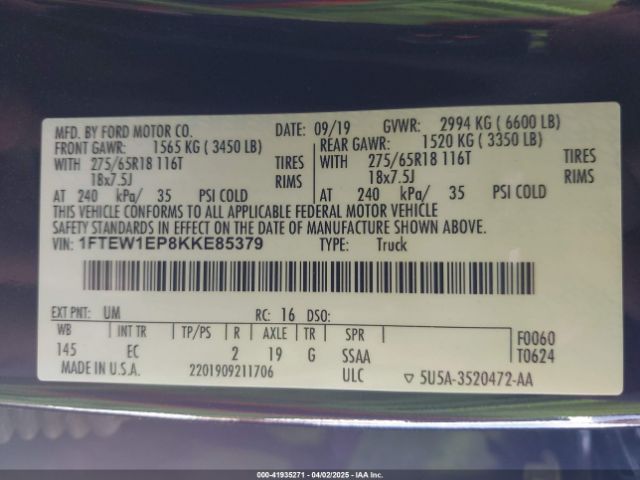 MFD. BY FORD MOTOR CO. DATE: 09/19 GVWR: 2994 KG ( 6600 LB)
FRONT GAWR: 1565 KG ( 3450 LB) REAR GAWR: 1520 KG ( 3350 LB)
WITH 275/65R18 116T TIRES WITH 275/65R18 116T TIRES
18x7.5J RIMS 18x7.5J RIMS
AT 240 kPa/ 35 PSI COLD AT 240 kPa/ 35 PSI COLD
THIS VEHICLE CONFORMS TO ALL APPLICABLE FEDERAL MOTOR VEHICLE
SAFETY STANDARDS IN EFFECT ON THE DATE OF MANUFACTURE SHOWN ABOVE.
VIN: 1FTEW1EP8KKE85379 TYPE: Truck
EXT PNT: UM RC: 16 DSO:
WB INT TR TP/PS R AXLE TR SPR F0060
145 EC 2 19 G SSAA T0624
MADE IN U.S.A. 2201909211706 ULC ▽ 5U5A-3520472-AA
000-41935271 - 04/02/2025 - IAA Inc.